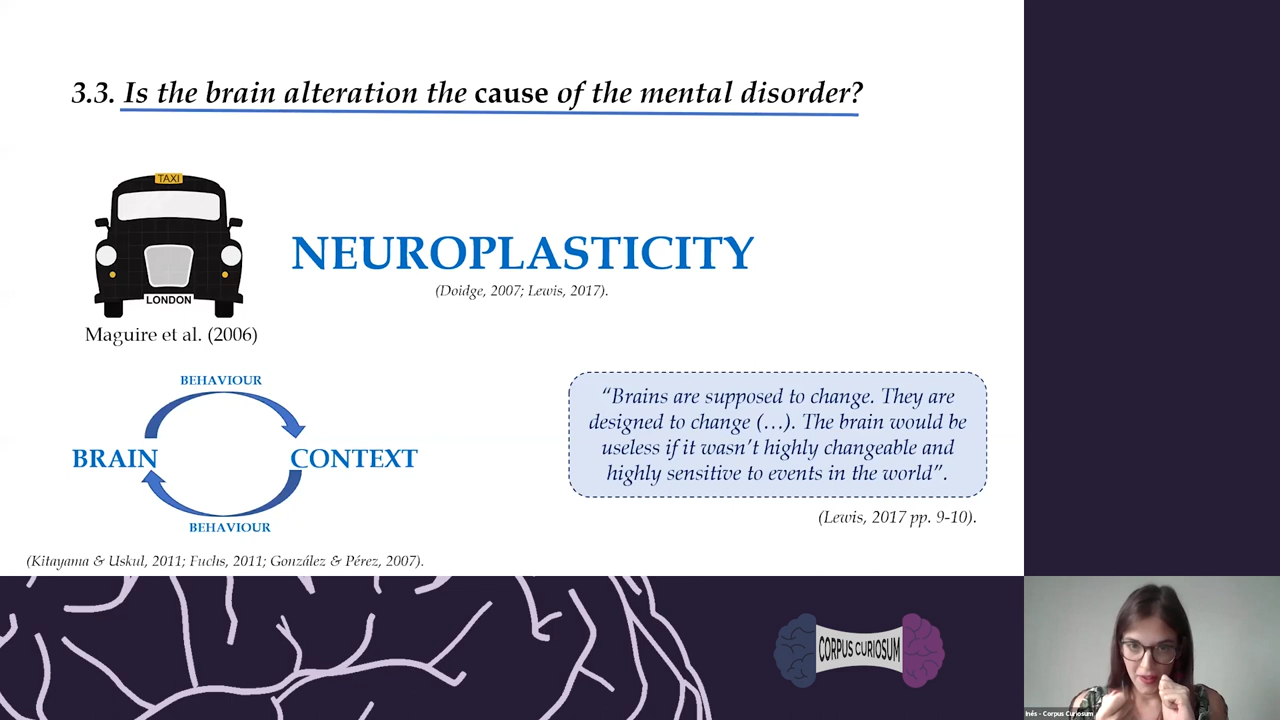 3.3. Is the brain alteration the cause of the mental disorder?
TAXI
LONDON
Maguire et al. (2006)
NEUROPLASTICITY
(Doidge, 2007; Lewis, 2017).
BEHAVIOUR
BRAIN
CONTEXT
BEHAVIOUR
(Kitayama & Uskul, 2011; Fuchs, 2011; González & Pérez, 2007).
“Brains are supposed to change. They are
designed to change (…). The brain would be
useless if it wasn’t highly changeable and
highly sensitive to events in the world”.
(Lewis, 2017 pp. 9-10).
CORPUS CURIOSUM
Inés - Corpus Curiosum